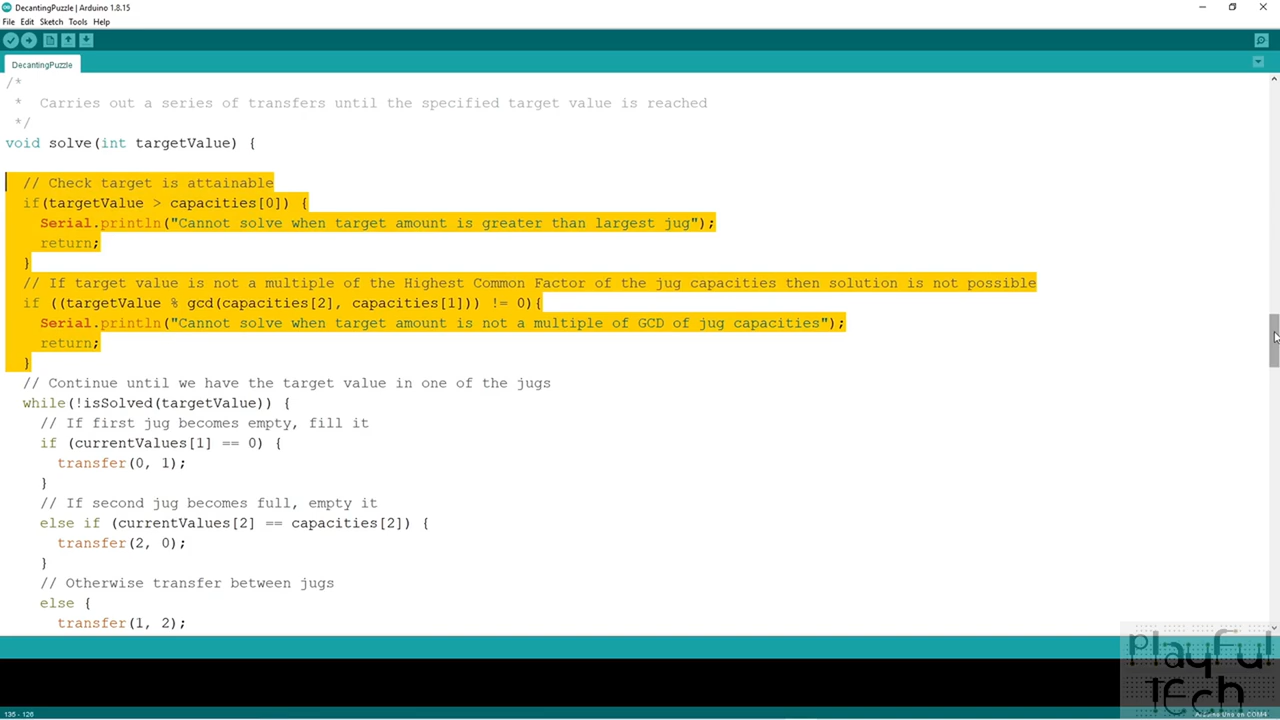 DecantingPuzzle | Arduino 1.8.15
File Edit Sketch Tools Help
DecantingPuzzle
/*
* Carries out a series of transfers until the specified target value is reached
*/
void solve(int targetValue) {
// Check target is attainable
if(targetValue > capacities[0]) {
Serial.println("Cannot solve when target amount is greater than largest jug");
return;
}
// If target value is not a multiple of the Highest Common Factor of the jug capacities then solution is not possible
if ((targetValue % gcd(capacities[2], capacities[1])) != 0){
Serial.println("Cannot solve when target amount is not a multiple of GCD of jug capacities");
return;
}
// Continue until we have the target value in one of the jugs
while(!isSolved(targetValue)) {
// If first jug becomes empty, fill it
if (currentValues[1] == 0) {
transfer(0, 1);
}
// If second jug becomes full, empty it
else if (currentValues[2] == capacities[2]) {
transfer(2, 0);
}
// Otherwise transfer between jugs
else {
transfer(1, 2);
Playful
Tech
135 - 126
Arduino Uno on COM4